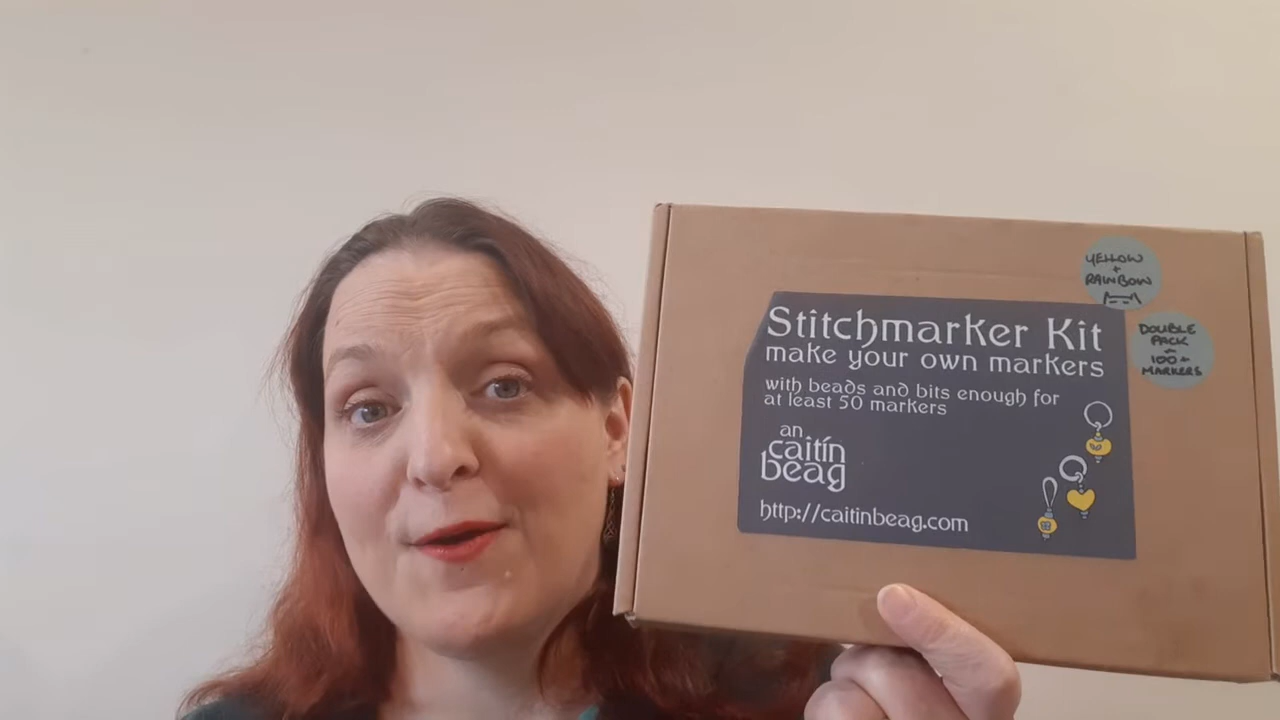 YELLOW
+
RAINBOW
DOUBLE
PACK
100+
MARKERS
Stitchmarker Kit
make your own markers
with beads and bits enough for
at least 50 markers
an
caitín
beag
http://caitinbeag.com